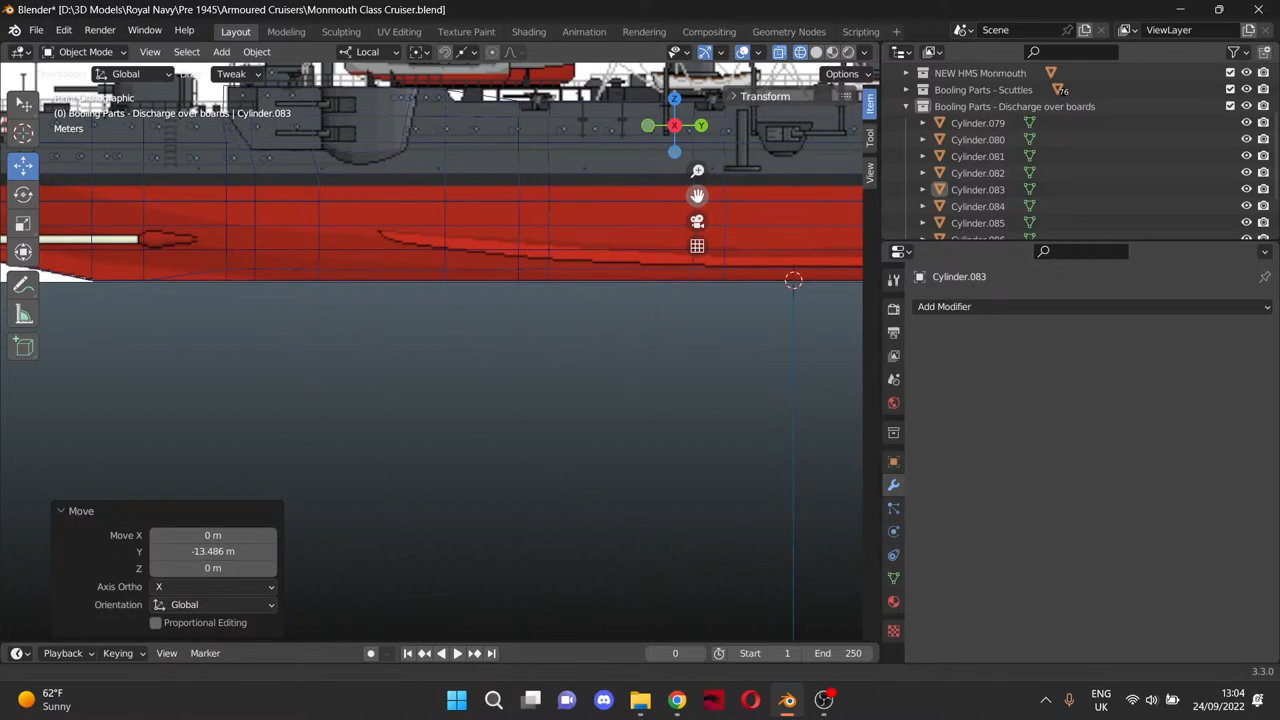 Blender* [D:\3D Models\Royal Navy\Pre 1945\Armoured Cruisers\Monmouth Class Cruiser.blend]
File Edit Render Window Help Layout Modeling Sculpting UV Editing Texture Paint Shading Animation Rendering Compositing Geometry Nodes Scripting Scene ViewLayer
Object Mode View Select Add Object Local
Global Tweak Options
(0) Booling Parts - Discharge over boards | Cylinder.083
Meters
Transform
Item
Tool
View
NEW HMS Monmouth
Booling Parts - Scuttles 76
Booling Parts - Discharge over boards
Cylinder.079
Cylinder.080
Cylinder.081
Cylinder.082
Cylinder.083
Cylinder.084
Cylinder.085
Cylinder.083
Add Modifier
Z
X
Y
Move
Move X 0 m
Y -13.486 m
Z 0 m
Axis Ortho X
Orientation Global
Proportional Editing
Playback Keying View Marker 0 Start 1 End 250
3.3.0
62°F
Sunny
ENG
UK
13:04
24/09/2022